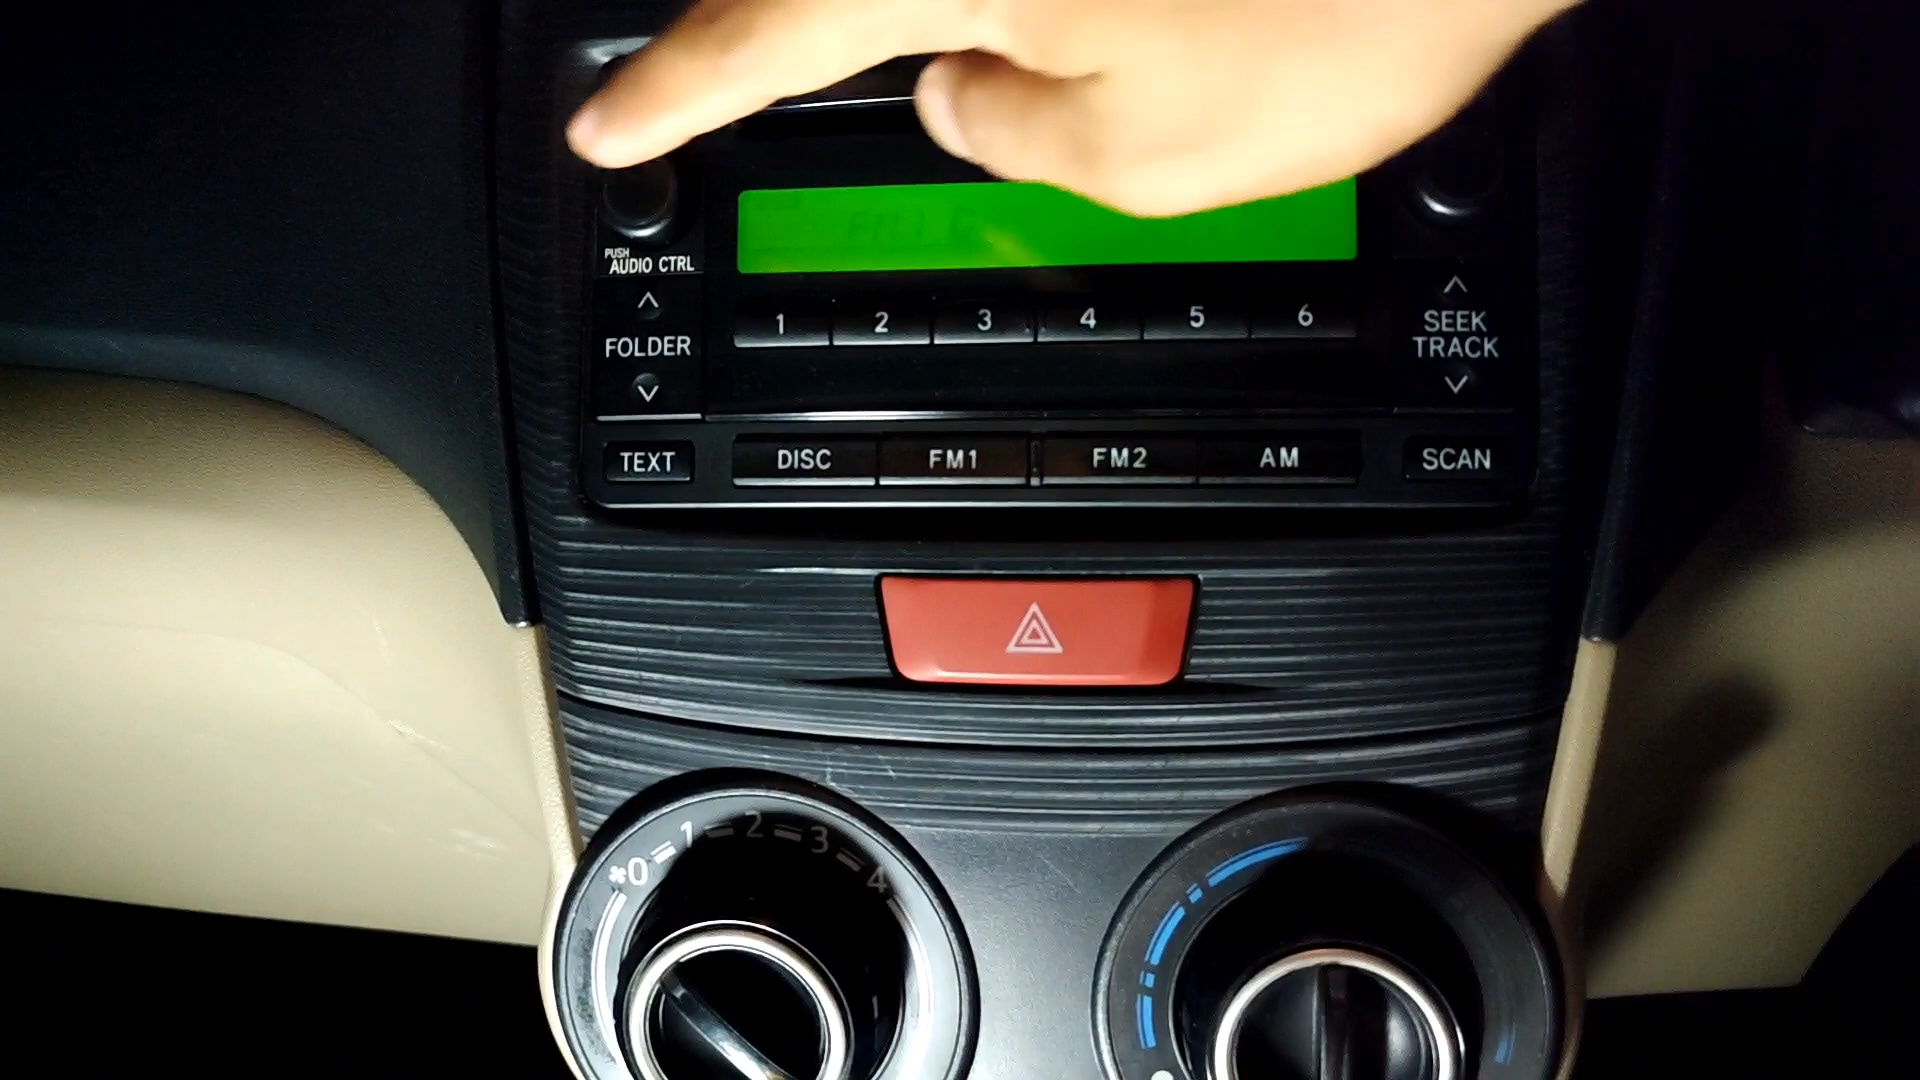 PUSH
AUDIO CTRL
FOLDER
1 2 3 4 5 6
SEEK
TRACK
TEXT DISC FM1 FM2 AM SCAN
0 1 2 3 4